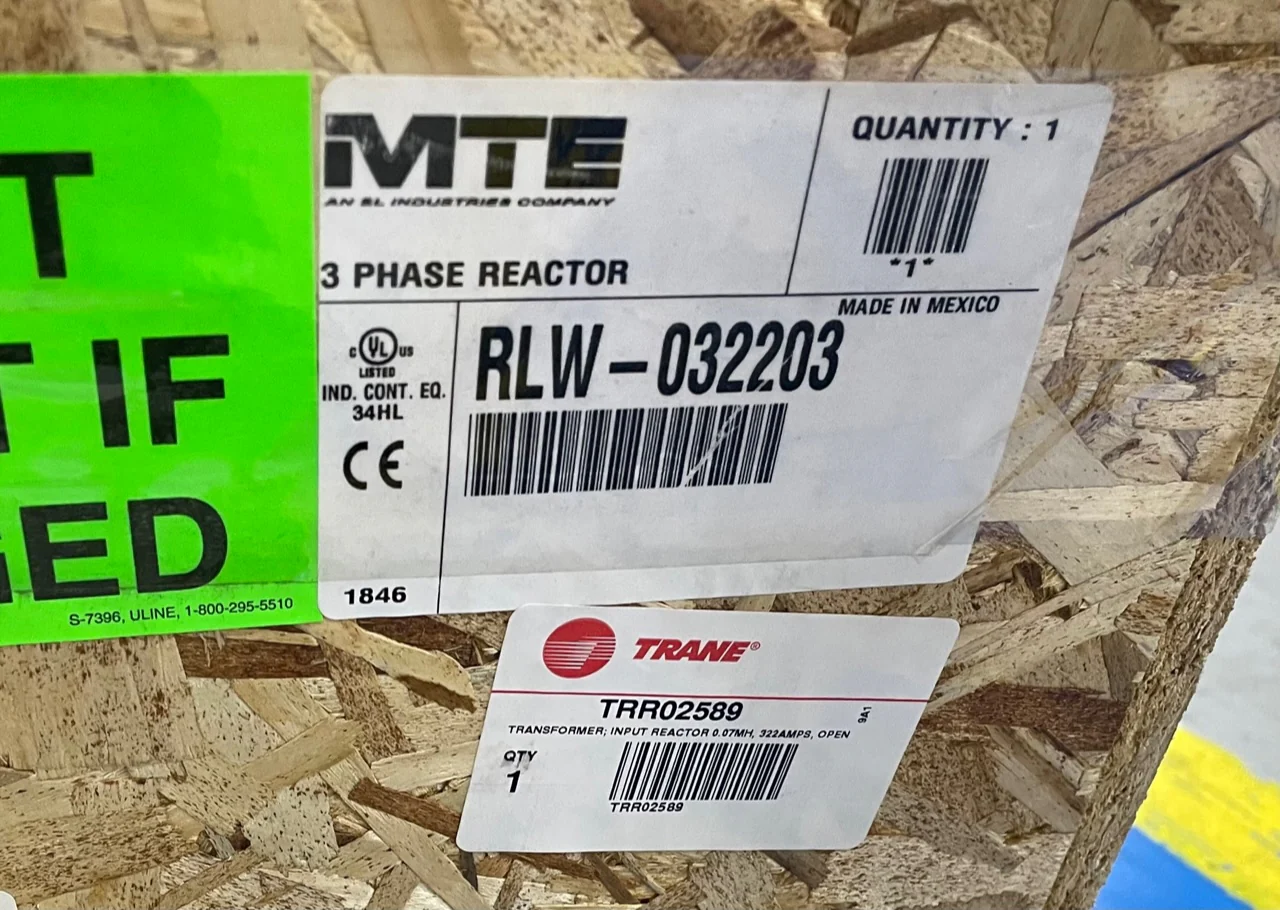 T
IF
GED
S-7396, ULINE, 1-800-295-5510
MTE
AN SL INDUSTRIES COMPANY
3 PHASE REACTOR
QUANTITY : 1
*1*
MADE IN MEXICO
C UL US
LISTED
IND. CONT. EQ.
34HL
CE
1846
RLW-032203
TRANE®
TRR02589
TRANSFORMER; INPUT REACTOR 0.07MH, 322AMPS, OPEN
9A1
QTY
1
TRR02589